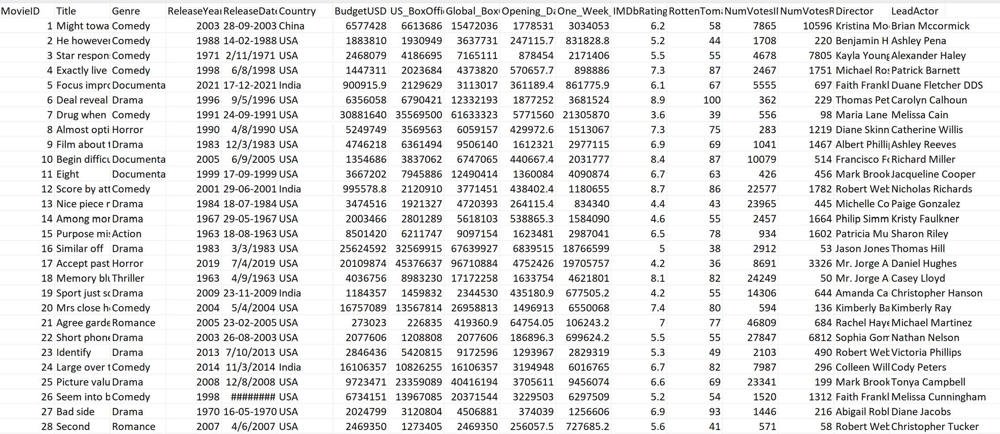 MovieID Title Genre ReleaseYear ReleaseDate Country BudgetUSD US_BoxOffi Global_Box Opening_Da One_Week_ IMDbRating RottenToma NumVotesI NumVotesR Director LeadActor
1 Might towa Comedy 2003 28-09-2003 China 6577428 6613686 15472036 1778531 3034053 6.2 58 7865 10596 Kristina Mo Brian Mccormick
2 He however Comedy 1988 14-02-1988 USA 1883810 1930949 3637731 247115.7 831828.8 5.2 44 1708 220 Benjamin H Ashley Pena
3 Star respon Comedy 1971 2/11/1971 USA 2468079 4186695 7165111 878454 2171406 5.5 55 4678 7805 Kayla Young Alexander Haley
4 Exactly live Comedy 1998 6/8/1998 USA 1447311 2023684 4373820 570657.7 898886 7.3 87 2467 1751 Michael Ros Patrick Barnett
5 Focus impro Documenta 2021 17-12-2021 India 900915.9 2129629 3113017 361189.4 861775.9 6.1 67 5555 697 Faith Frankl Duane Fletcher DDS
6 Deal reveal Drama 1996 9/5/1996 USA 6356058 6790421 12332193 1877252 3681524 8.9 100 362 229 Thomas Pet Carolyn Calhoun
7 Drug when Comedy 1991 24-09-1991 USA 30881640 35569500 61633323 5771560 21305870 3.6 39 556 98 Maria Lane Melissa Cain
8 Almost opti Horror 1990 4/8/1990 USA 5249749 3569563 6059157 429972.6 1513067 7.3 75 283 1219 Diane Skinn Catherine Willis
9 Film about t Drama 1983 12/3/1983 USA 4746218 6361494 9506140 1612321 2977115 6.9 69 1041 1467 Albert Philli Ashley Reeves
10 Begin difficu Documenta 2005 6/9/2005 USA 1354686 3837062 6747065 440667.4 2031777 8.4 87 10079 514 Francisco Fo Richard Miller
11 Eight Documenta 1999 17-09-1999 USA 3667202 7945886 12490414 1360084 4090874 6.7 63 426 456 Mark Brook Jacqueline Cooper
12 Score by att Comedy 2001 29-06-2001 India 995578.8 2120910 3771451 438402.4 1180655 8.7 86 22577 1782 Robert Web Nicholas Richards
13 Nice piece r Drama 1984 18-07-1984 USA 3474516 1921327 4720393 264115.4 834340 4.4 43 23965 445 Michelle Co Paige Gonzalez
14 Among mor Drama 1967 29-05-1967 USA 2003466 2801289 5618103 538865.3 1584090 4.6 55 2457 1664 Philip Simm Kristy Faulkner
15 Purpose mis Action 1963 18-08-1963 USA 8501420 6211747 9097154 1623481 2987041 6.5 78 934 1602 Patricia Mu Sharon Riley
16 Similar off Drama 1983 3/3/1983 USA 25624592 32569915 67639927 6839515 18766599 5 38 2912 53 Jason Jones Thomas Hill
17 Accept past Horror 2019 7/4/2019 USA 20109874 45376637 96710884 4752426 19705757 4.2 36 8691 3326 Mr. Jorge A Daniel Hughes
18 Memory blu Thriller 1963 4/9/1963 USA 4036756 8983230 17172258 1633754 4621801 8.1 82 24249 50 Mr. Jorge A Casey Lloyd
19 Sport just so Drama 2009 23-11-2009 India 1184357 1459832 2344530 435180.9 677505.2 4.2 55 14306 644 Amanda Ca Christopher Hanson
20 Mrs close he Comedy 2004 5/4/2004 USA 16757089 13567814 26958813 1496913 6550068 7.4 80 594 136 Kimberly Ba Kimberly Ray
21 Agree garde Romance 2005 23-02-2005 USA 273023 226835 419360.9 64754.05 106243.2 7 77 46809 684 Rachel Haye Michael Martinez
22 Short phone Drama 2003 26-08-2003 USA 2077606 1208808 2077606 186896.3 699624.2 5.5 55 27847 6812 Sophia Gom Nathan Nelson
23 Identify Drama 2013 7/10/2013 USA 2846436 5420815 9172596 1293967 2829319 5.3 49 2103 490 Robert Web Victoria Phillips
24 Large over t Comedy 2014 11/3/2014 India 16106357 10826255 16106357 3194948 6016765 6.7 82 7987 296 Colleen Will Cody Peters
25 Picture valu Drama 2008 12/8/2008 USA 9723471 23359089 40416194 3705611 9456074 6.6 69 23341 199 Mark Brook Tonya Campbell
26 Seem into b Comedy 1998 ######## USA 6734151 13967085 20371544 3229503 6297509 5.2 54 1520 1312 Faith Frankl Melissa Cunningham
27 Bad side Drama 1970 16-05-1970 USA 2024799 3120804 4506881 374039 1256606 6.9 93 1446 216 Abigail Robl Diane Jacobs
28 Second Romance 2007 4/6/2007 USA 2469350 1273405 2469350 256057.5 727685.2 5.6 41 571 58 Robert Web Christopher Tucker